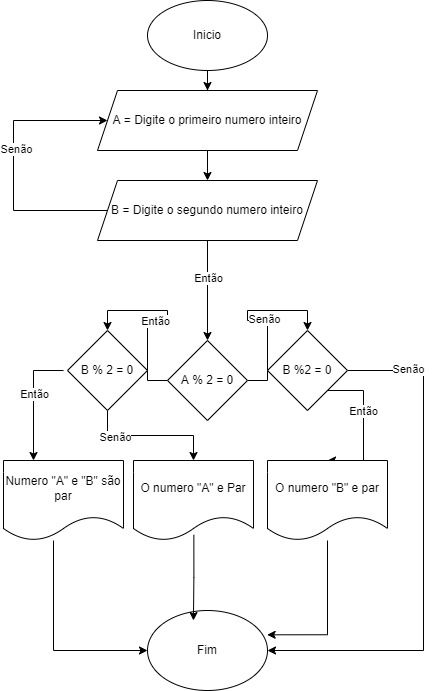 Inicio
A = Digite o primeiro numero inteiro
Senão
B = Digite o segundo numero inteiro
Então
Então
Senão
B % 2 = 0
A % 2 = 0
B %2 = 0
Senão
Então
Então
Senão
Numero "A" e "B" são
par
O numero "A" e Par
O numero "B" e par
Fim